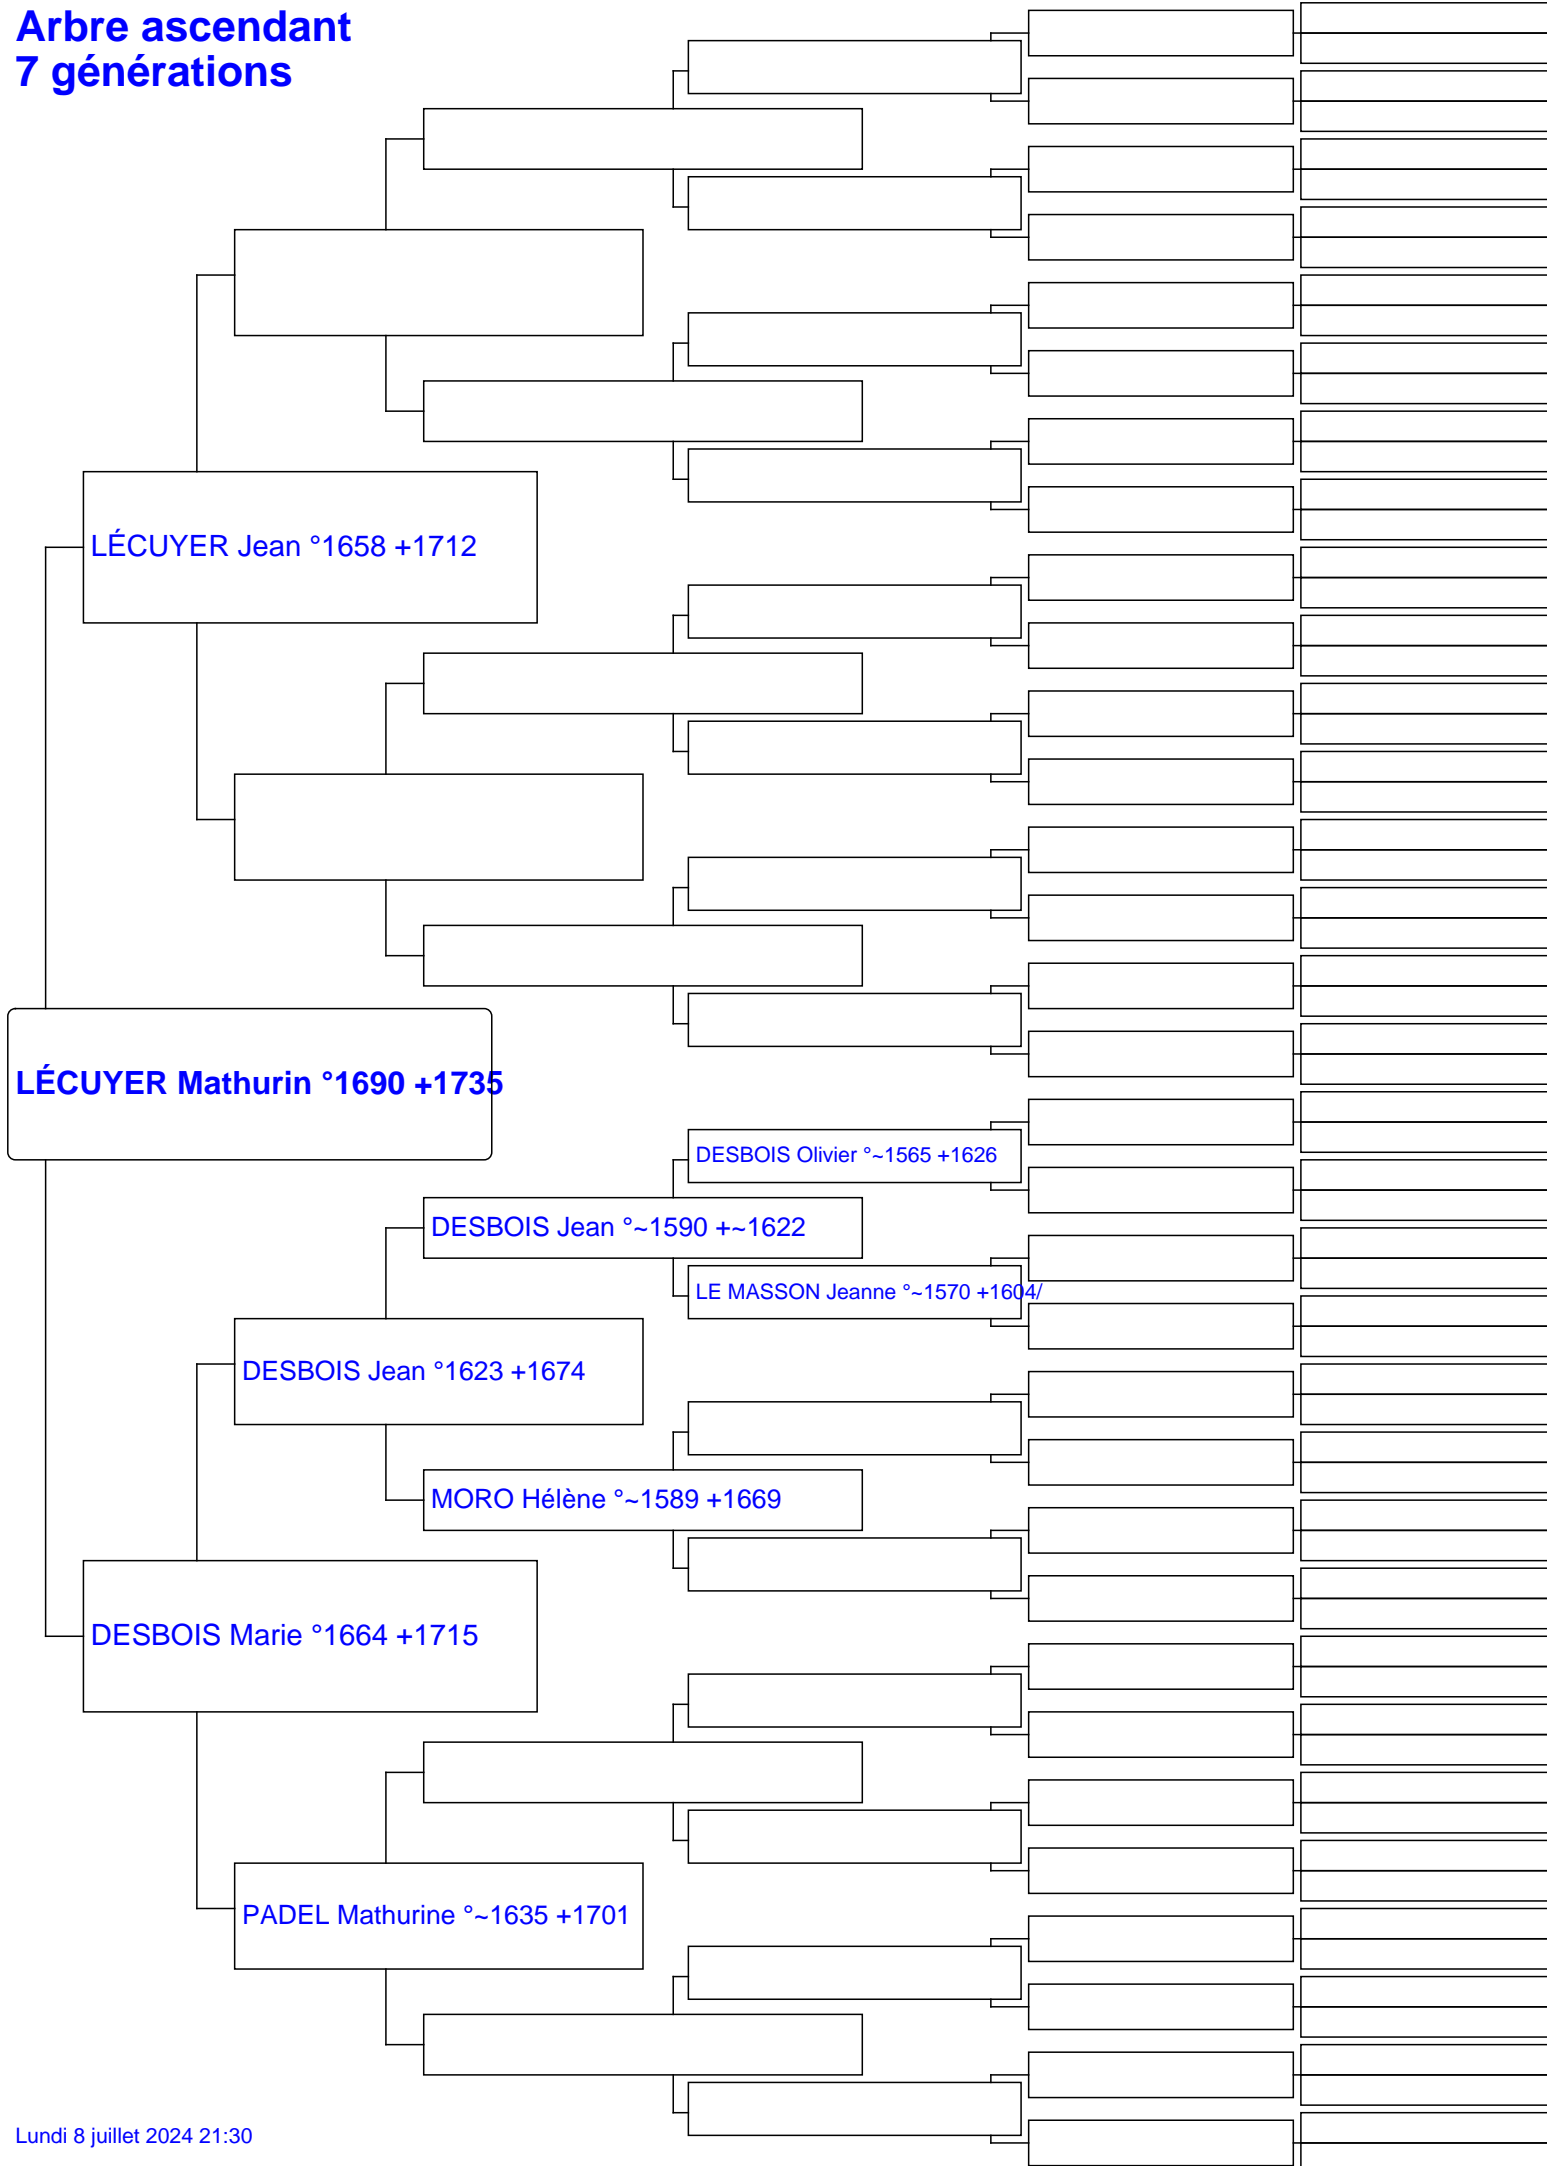 Arbre ascendant
7 générations
LÉCUYER Jean °1658 +1712
LÉCUYER Mathurin °1690 +1735
DESBOIS Olivier °~1565 +1626
DESBOIS Jean °~1590 +~1622
LE MASSON Jeanne °~1570 +1604/
DESBOIS Jean °1623 +1674
MORO Hélène °~1589 +1669
DESBOIS Marie °1664 +1715
PADEL Mathurine °~1635 +1701
Lundi 8 juillet 2024 21:30